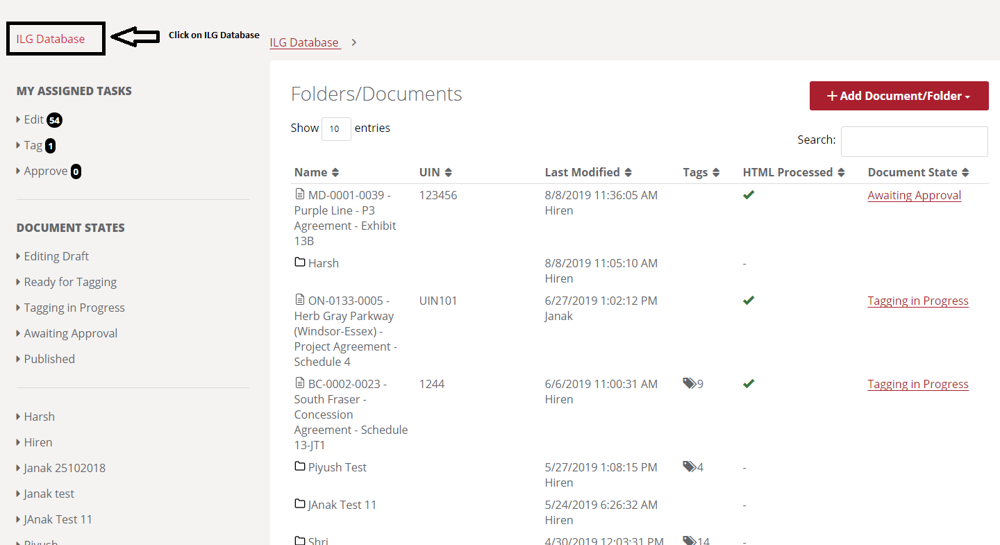 ILG Database
Click on ILG Database
ILG Database
MY ASSIGNED TASKS
Edit 54
Tag 1
Approve 0
DOCUMENT STATES
Editing Draft
Ready for Tagging
Tagging in Progress
Awaiting Approval
Published
Harsh
Hiren
Janak 25102018
Janak test
JAnak Test 11
Piyush
Folders/Documents
+ Add Document/Folder
Show 10 entries
Search:
Name UIN Last Modified Tags HTML Processed Document State
MD-0001-0039 - 123456 8/8/2019 11:36:05 AM Awaiting Approval
Purple Line - P3 Hiren
Agreement - Exhibit
13B
Harsh 8/8/2019 11:05:10 AM -
Hiren
ON-0133-0005 - UIN101 6/27/2019 1:02:12 PM Tagging in Progress
Herb Gray Parkway Janak
(Windsor-Essex) -
Project Agreement -
Schedule 4
BC-0002-0023 - 1244 6/6/2019 11:00:31 AM 9 Tagging in Progress
South Fraser - Hiren
Concession
Agreement - Schedule
13-JT1
Piyush Test 5/27/2019 1:08:15 PM 4 -
Hiren
JAnak Test 11 5/24/2019 6:26:32 AM -
Hiren
Shri 4/30/2019 12:03:31 PM 14 -